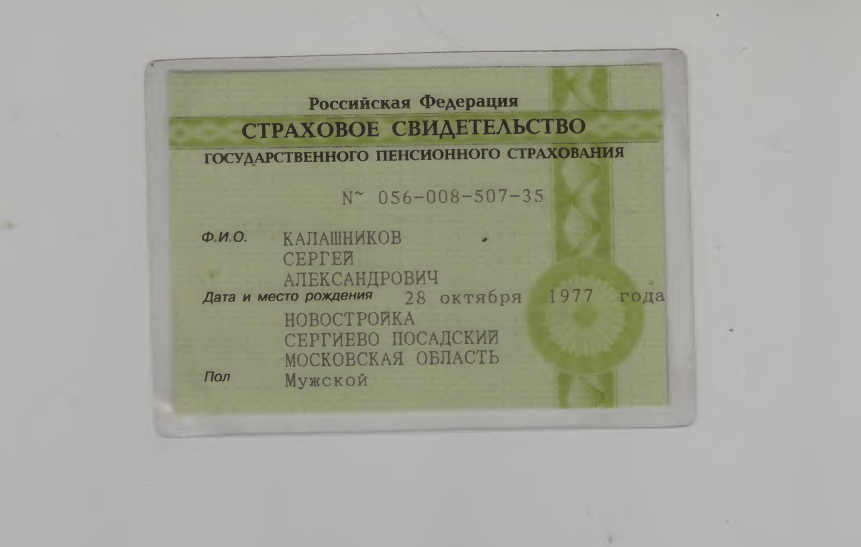 Российская Федерация
СТРАХОВОЕ СВИДЕТЕЛЬСТВО
ГОСУДАРСТВЕННОГО ПЕНСИОННОГО СТРАХОВАНИЯ
N~ 056-008-507-35
Ф.И.О. КАЛАШНИКОВ
СЕРГЕЙ
АЛЕКСАНДРОВИЧ
Дата и место рождения 28 октября 1977 года
НОВОСТРОЙКА
СЕРГИЕВО ПОСАДСКИЙ
МОСКОВСКАЯ ОБЛАСТЬ
Пол Мужской